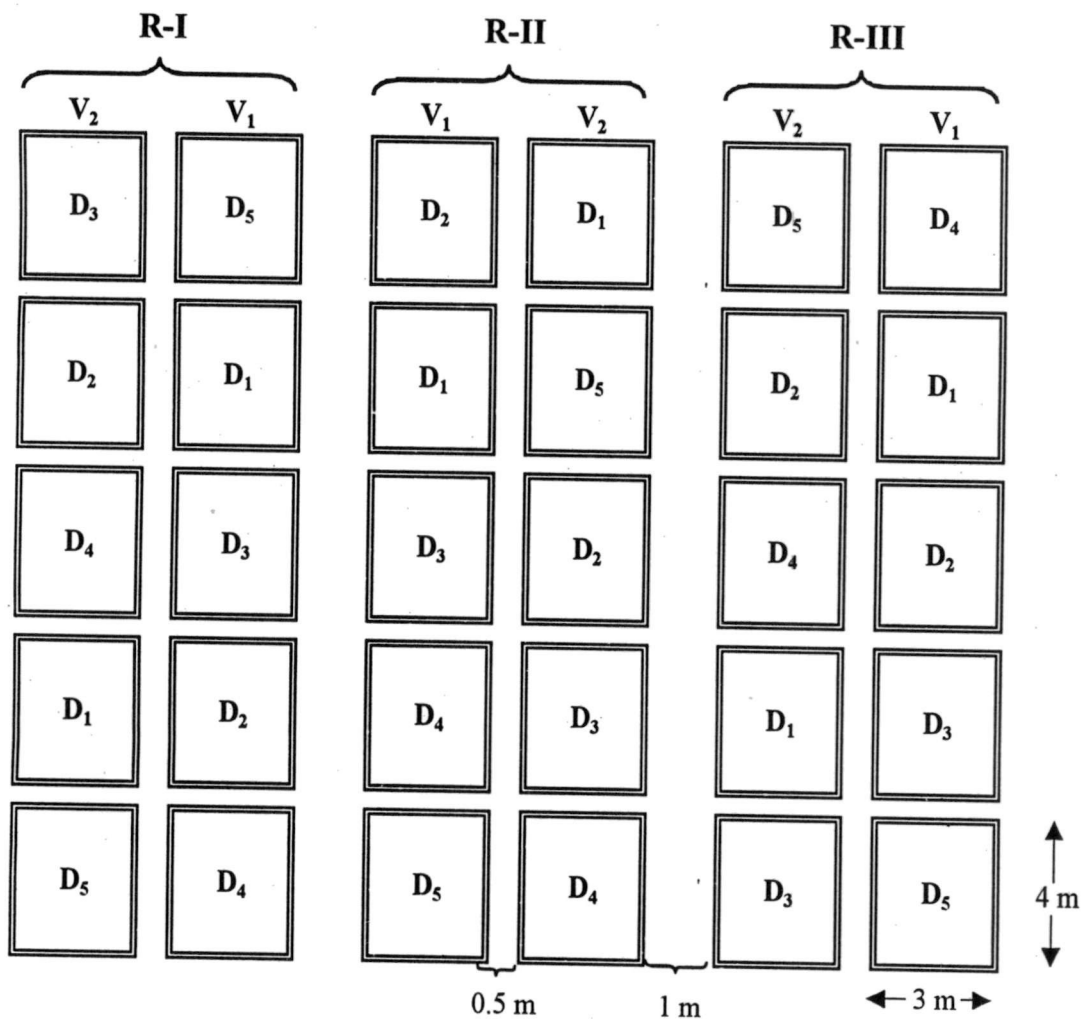 R-I R-II R-III
V₂ V₁ V₁ V₂ V₂ V₁
D₃ D₅ D₂ D₁ D₅ D₄
D₂ D₁ D₁ D₅ D₂ D₁
D₄ D₃ D₃ D₂ D₄ D₂
D₁ D₂ D₄ D₃ D₁ D₃
D₅ D₄ D₅ D₄ D₃ D₅
4 m
0.5 m 1 m 3 m